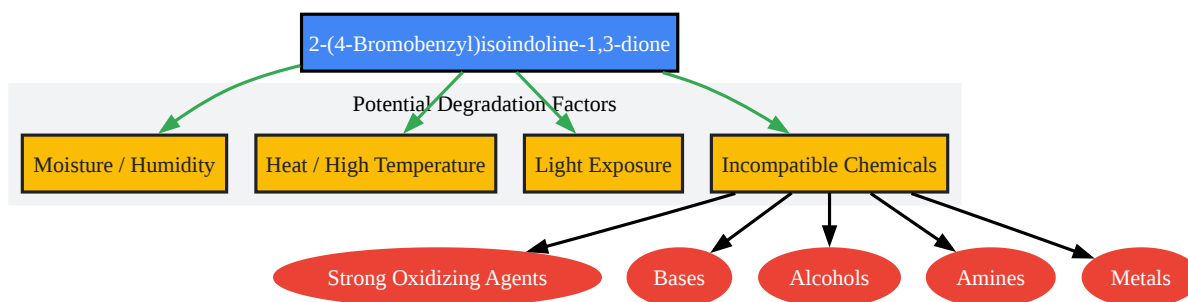 2-(4-Bromobenzyl)isoindoline-1,3-dione
Potential Degradation Factors
Moisture / Humidity
Heat / High Temperature
Light Exposure
Incompatible Chemicals
Strong Oxidizing Agents
Bases
Alcohols
Amines
Metals